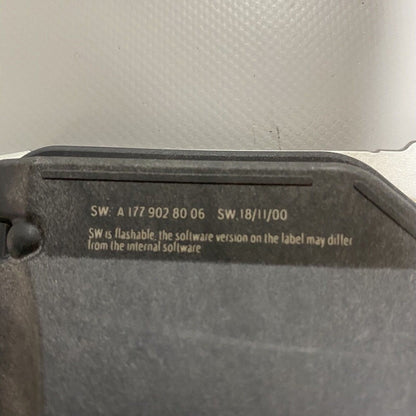 SW: A 177 902 80 06 SW.18/11/00
SW is flashable, the software version on the label may differ
from the internal software